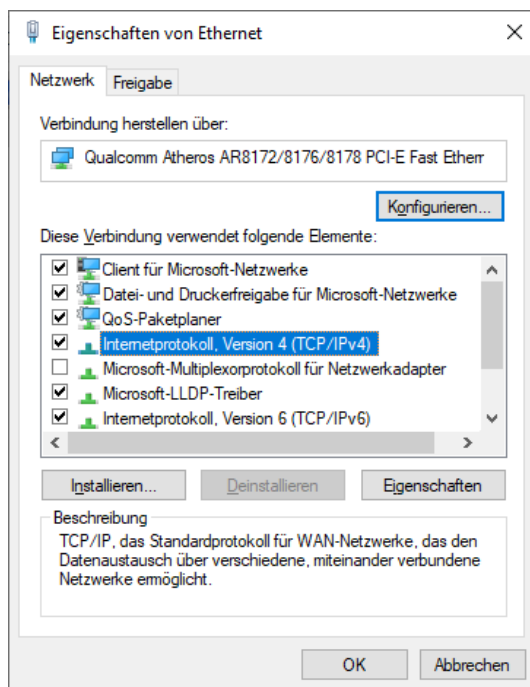 Eigenschaften von Ethernet
Netzwerk
Freigabe
Verbindung herstellen über:
Qualcomm Atheros AR8172/8176/8178 PCI-E Fast Etherr
Konfigurieren...
Diese Verbindung verwendet folgende Elemente:
Client für Microsoft-Netzwerke
Datei- und Druckerfreigabe für Microsoft-Netzwerke
QoS-Paketplaner
Internetprotokoll, Version 4 (TCP/IPv4)
Microsoft-Multiplexorprotokoll für Netzwerkadapter
Microsoft-LLDP-Treiber
Internetprotokoll, Version 6 (TCP/IPv6)
Installieren...
Deinstallieren
Eigenschaften
Beschreibung
TCP/IP, das Standardprotokoll für WAN-Netzwerke, das den
Datenaustausch über verschiedene, miteinander verbundene
Netzwerke ermöglicht.
OK
Abbrechen